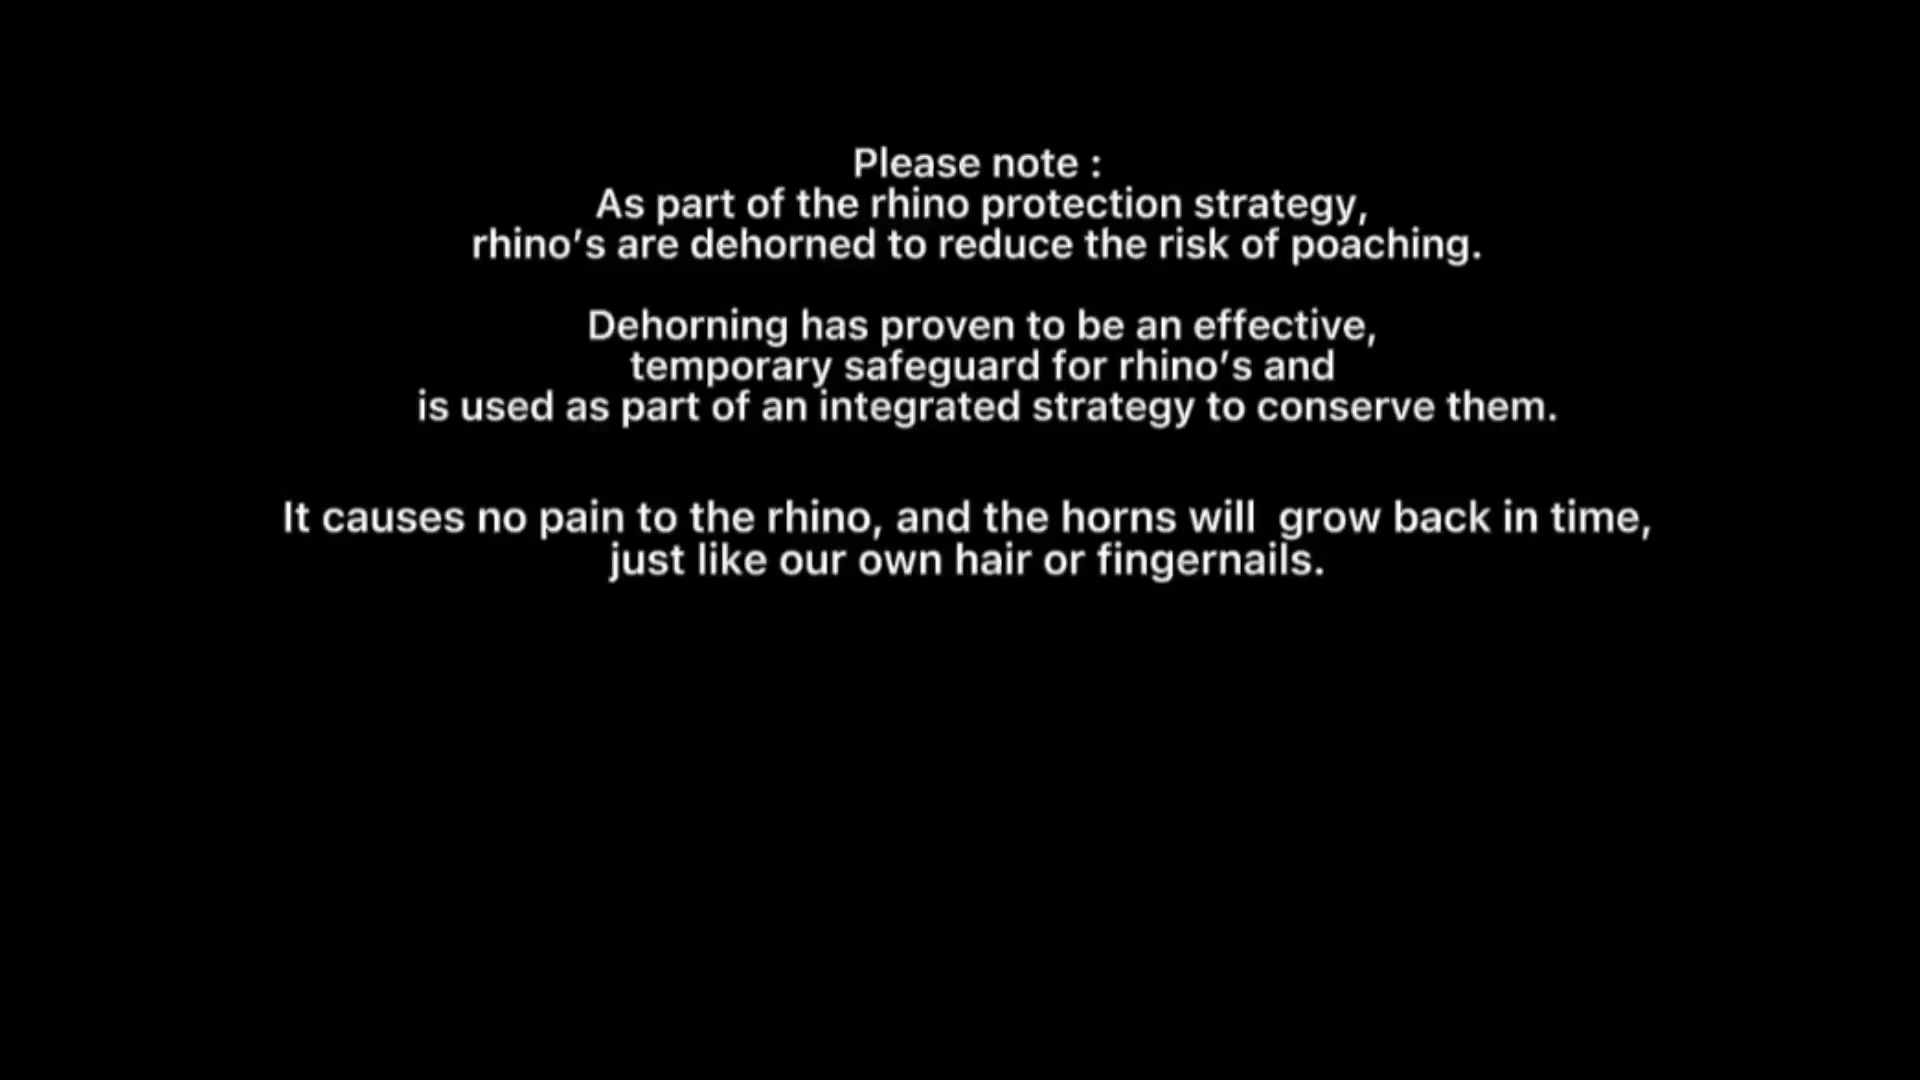 Please note :
As part of the rhino protection strategy,
rhino’s are dehorned to reduce the risk of poaching.
Dehorning has proven to be an effective,
temporary safeguard for rhino’s and
is used as part of an integrated strategy to conserve them.
It causes no pain to the rhino, and the horns will  grow back in time,
just like our own hair or fingernails.